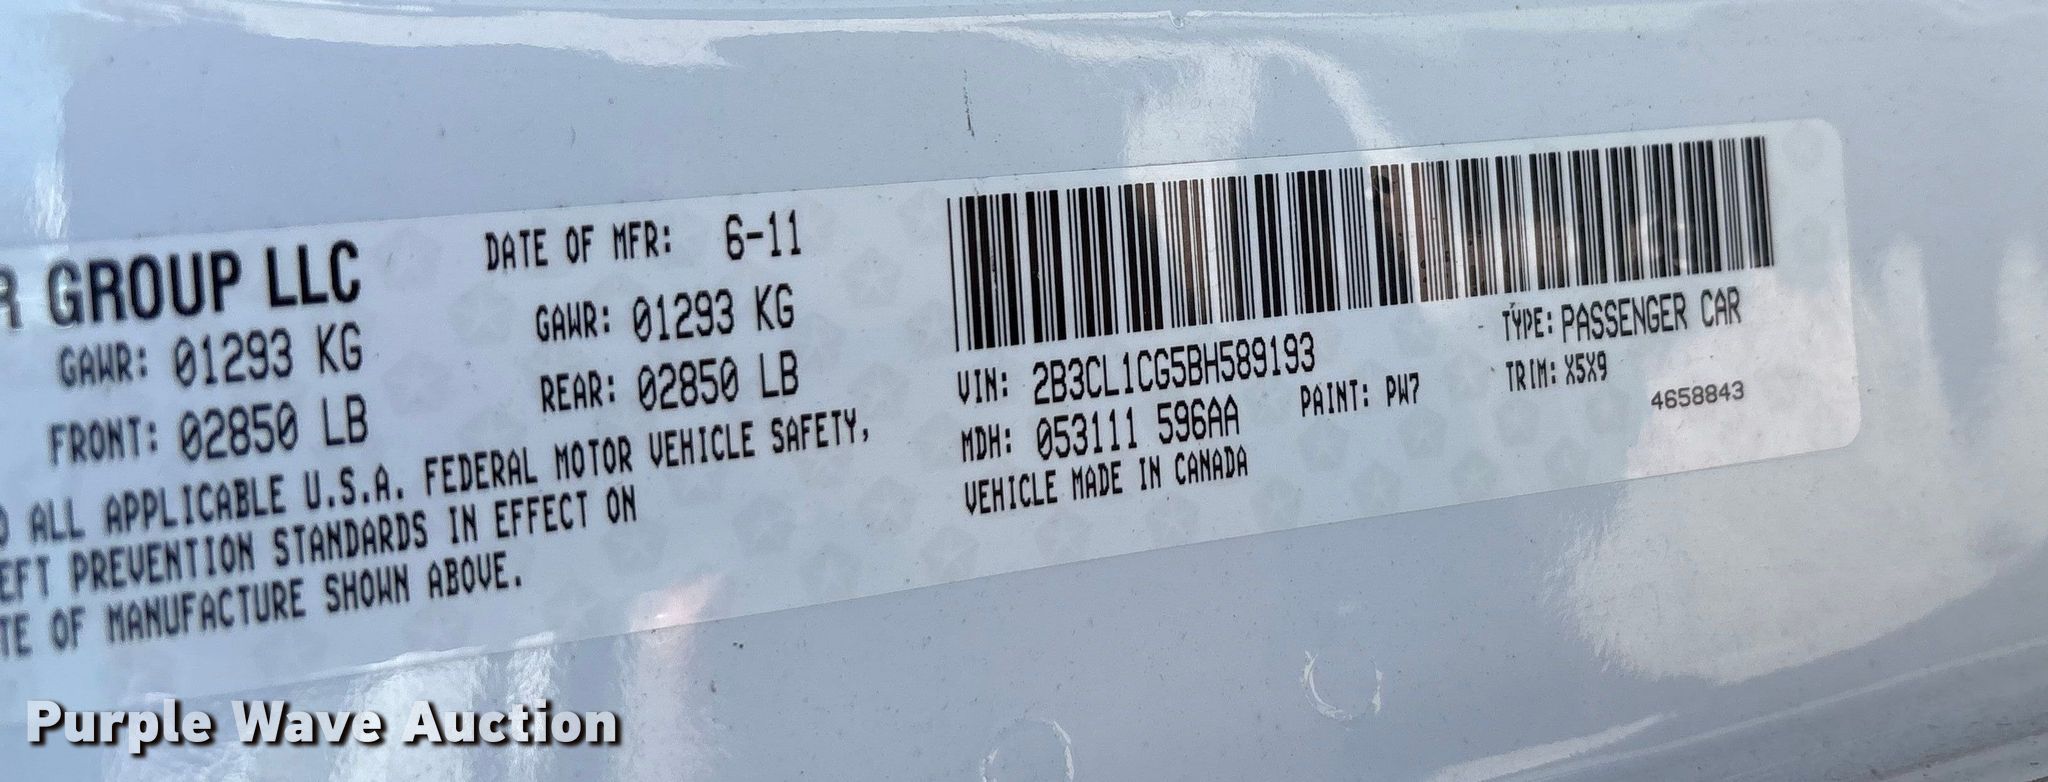 R GROUP LLC
DATE OF MFR: 6-11
GAWR: 01293 KG
GAWR: 01293 KG
FRONT: 02850 LB
REAR: 02850 LB
ALL APPLICABLE U.S.A. FEDERAL MOTOR VEHICLE SAFETY,
EFT PREVENTION STANDARDS IN EFFECT ON
TE OF MANUFACTURE SHOWN ABOVE.
VIN: 2B3CL1CG5BH589193
TYPE: PASSENGER CAR
MDH: 053111 596AA
PAINT: PW7
TRIM: X5X9
VEHICLE MADE IN CANADA
4658843
Purple Wave Auction